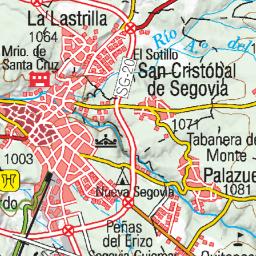 La Lastrilla
1064
Mrio. de
Santa Cruz
SG-20
El Sotillo
Río
San Cristóbal
de Segovia
1071
Tabanera de
Monte
1003
Palazue
1081
Nueva Segovia
Peñas
del Erizo